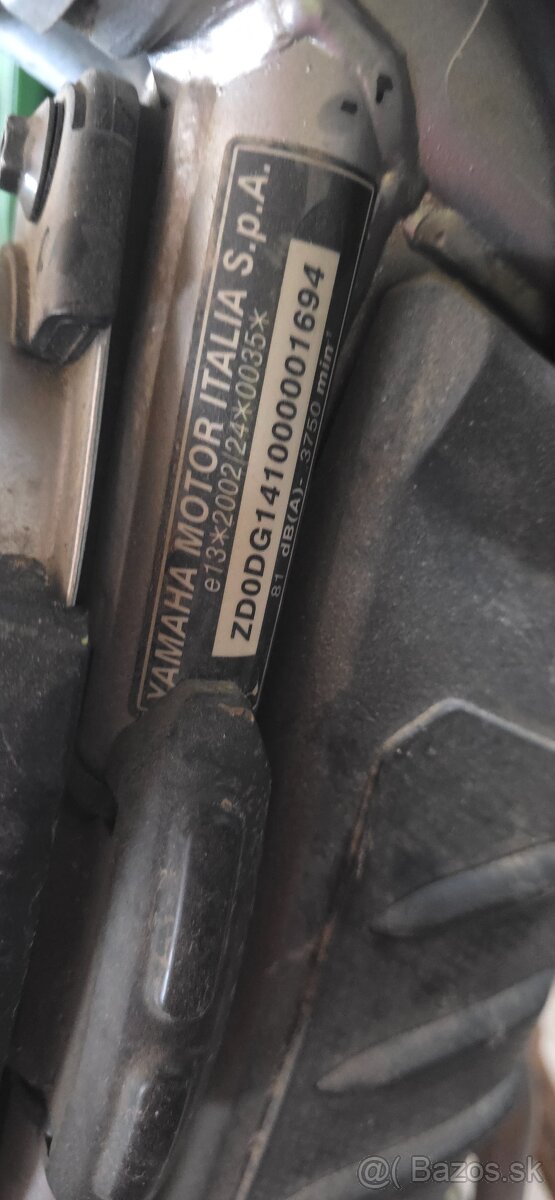 YAMAHA MOTOR ITALIA S.p.A.
e13*2002/24*0035*
ZD0DG141000001694
81 dB(A)- 3750 min-¹
@( Bazos.sk